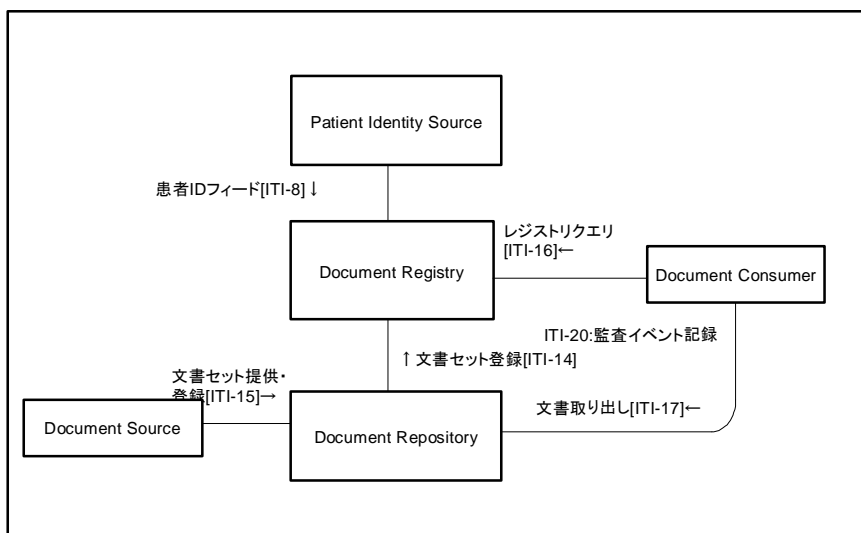 Patient Identity Source
患者IDフィード[ITI-8]↓
レジストリクエリ
[ITI-16]←
Document Registry
Document Consumer
ITI-20:監査イベント記録
↑文書セット登録[ITI-14]
文書セット提供・
登録[ITI-15]→
文書取り出し[ITI-17]←
Document Source
Document Repository